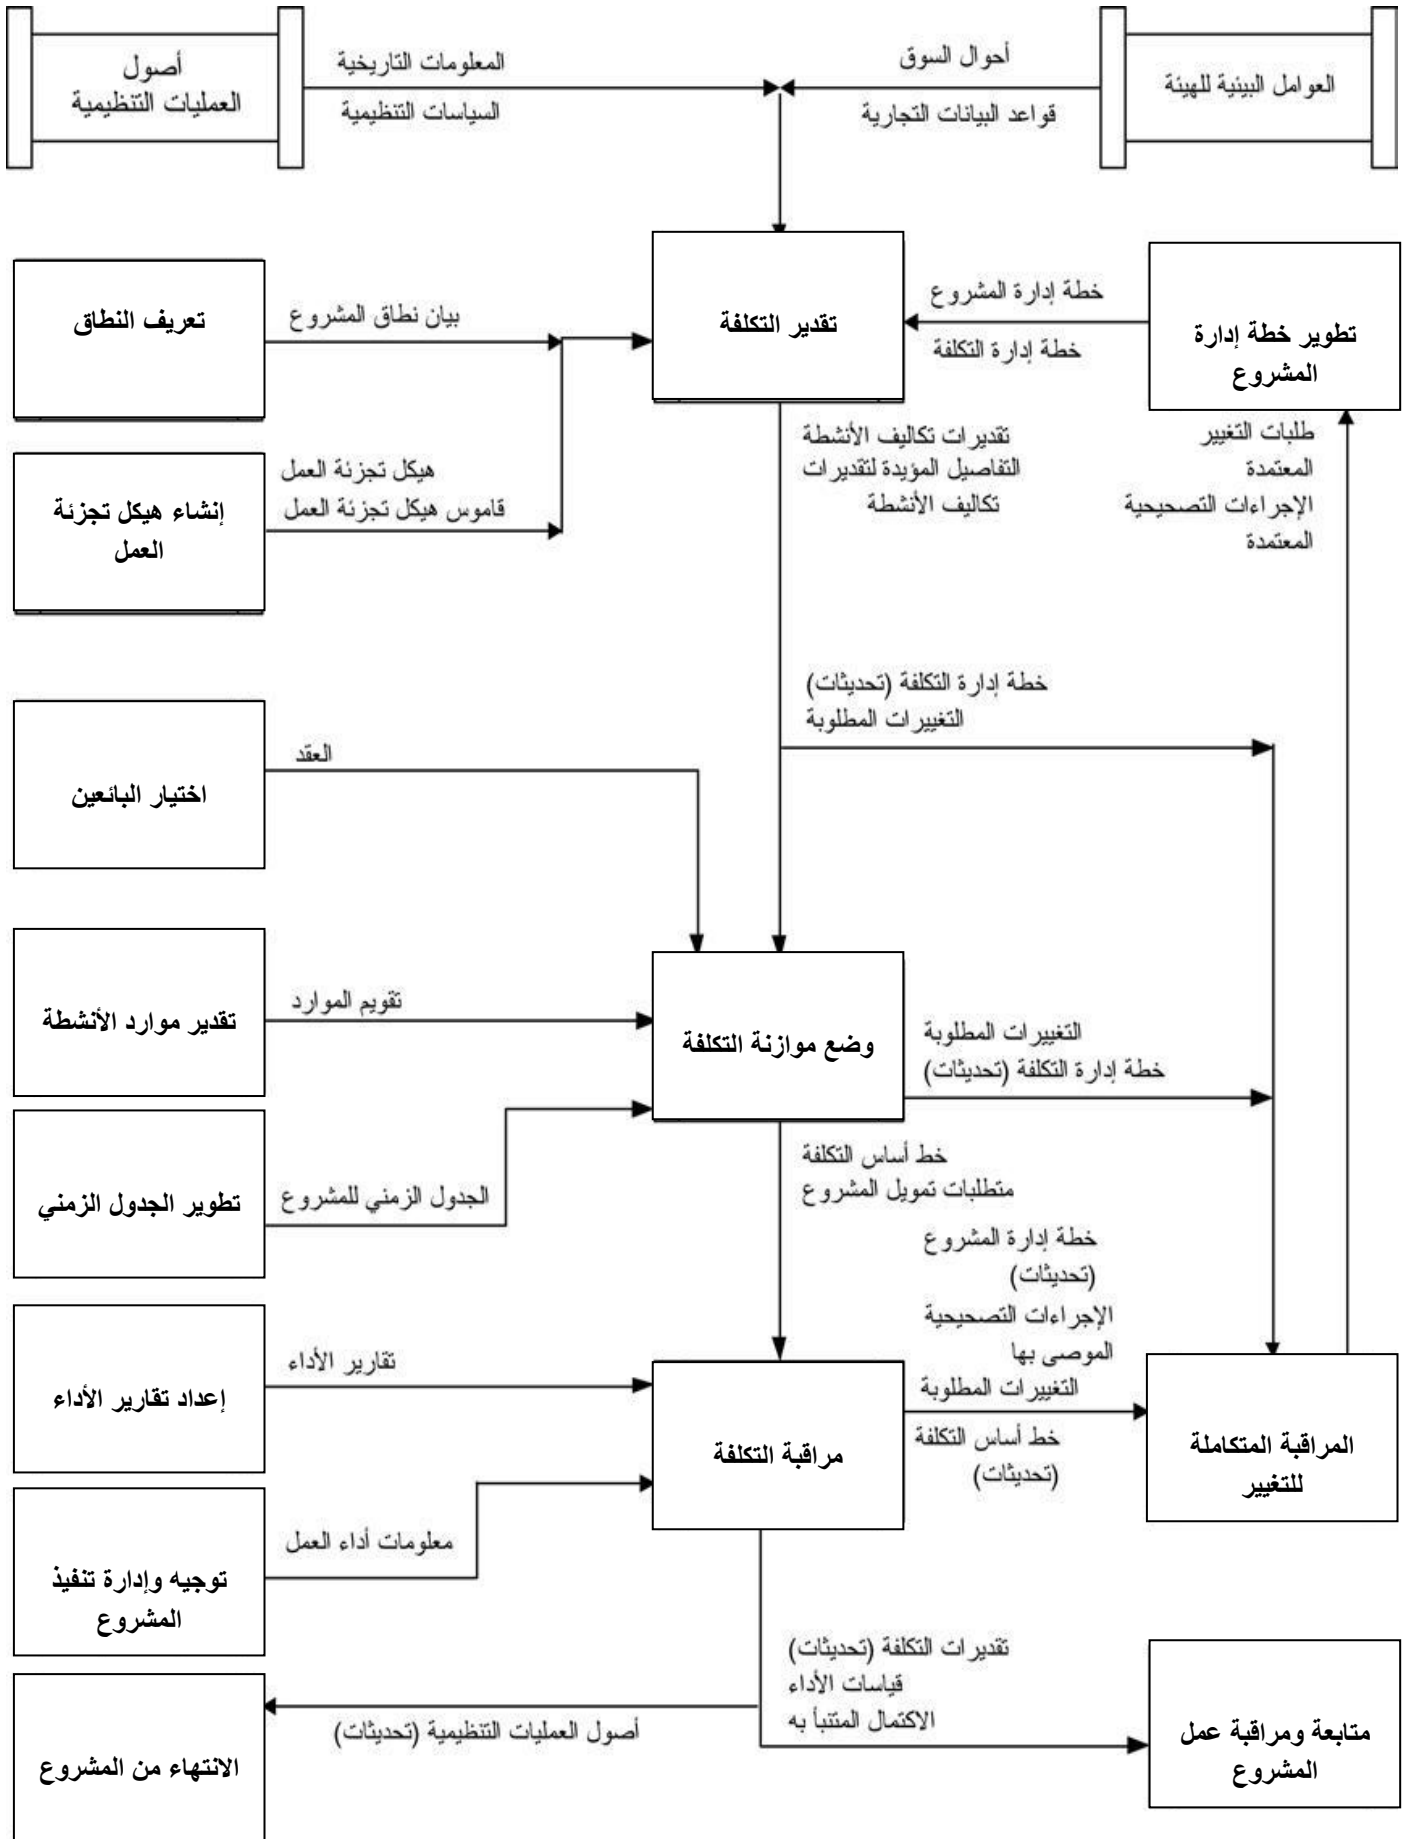 أصول
العمليات التنظيمية
المعلومات التاريخية
السياسات التنظيمية
أحوال السوق
قواعد البيانات التجارية
العوامل البيئية للهيئة
تعريف النطاق
بيان نطاق المشروع
تقدير التكلفة
خطة إدارة المشروع
خطة إدارة التكلفة
تطوير خطة إدارة
المشروع
إنشاء هيكل تجزئة
العمل
هيكل تجزئة العمل
قاموس هيكل تجزئة العمل
تقديرات تكاليف الأنشطة
التفاصيل المؤيدة لتقديرات
تكاليف الأنشطة
طلبات التغيير
المعتمدة
الإجراءات التصحيحية
المعتمدة
خطة إدارة التكلفة (تحديثات)
التغييرات المطلوبة
اختيار البائعين
العقد
تقدير موارد الأنشطة
تقويم الموارد
وضع موازنة التكلفة
التغييرات المطلوبة
خطة إدارة التكلفة (تحديثات)
تطوير الجدول الزمني
الجدول الزمني للمشروع
خط أساس التكلفة
متطلبات تمويل المشروع
خطة إدارة المشروع
(تحديثات)
الإجراءات التصحيحية
الموصى بها
التغييرات المطلوبة
خط أساس التكلفة
(تحديثات)
إعداد تقارير الأداء
تقارير الأداء
مراقبة التكلفة
المراقبة المتكاملة
للتغيير
توجيه وإدارة تنفيذ
المشروع
معلومات أداء العمل
تقديرات التكلفة (تحديثات)
قياسات الأداء
الاكتمال المتنبأ به
أصول العمليات التنظيمية (تحديثات)
الانتهاء من المشروع
متابعة ومراقبة عمل
المشروع